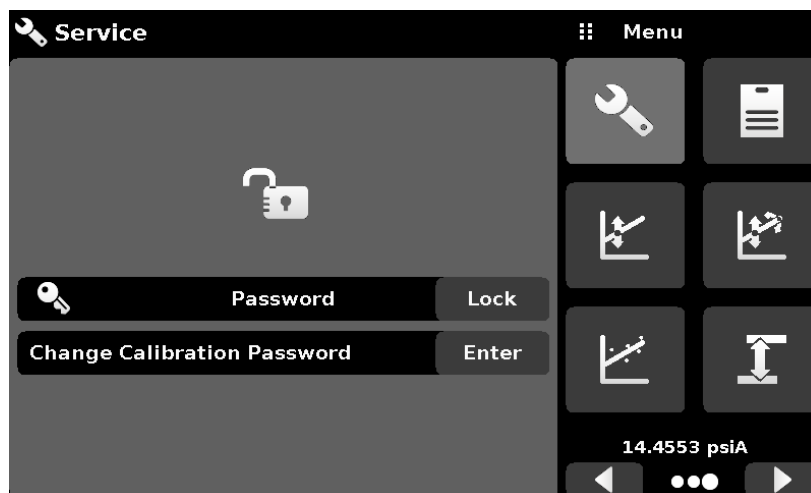 Service
Menu
Password
Lock
Change Calibration Password
Enter
14.4553 psiA